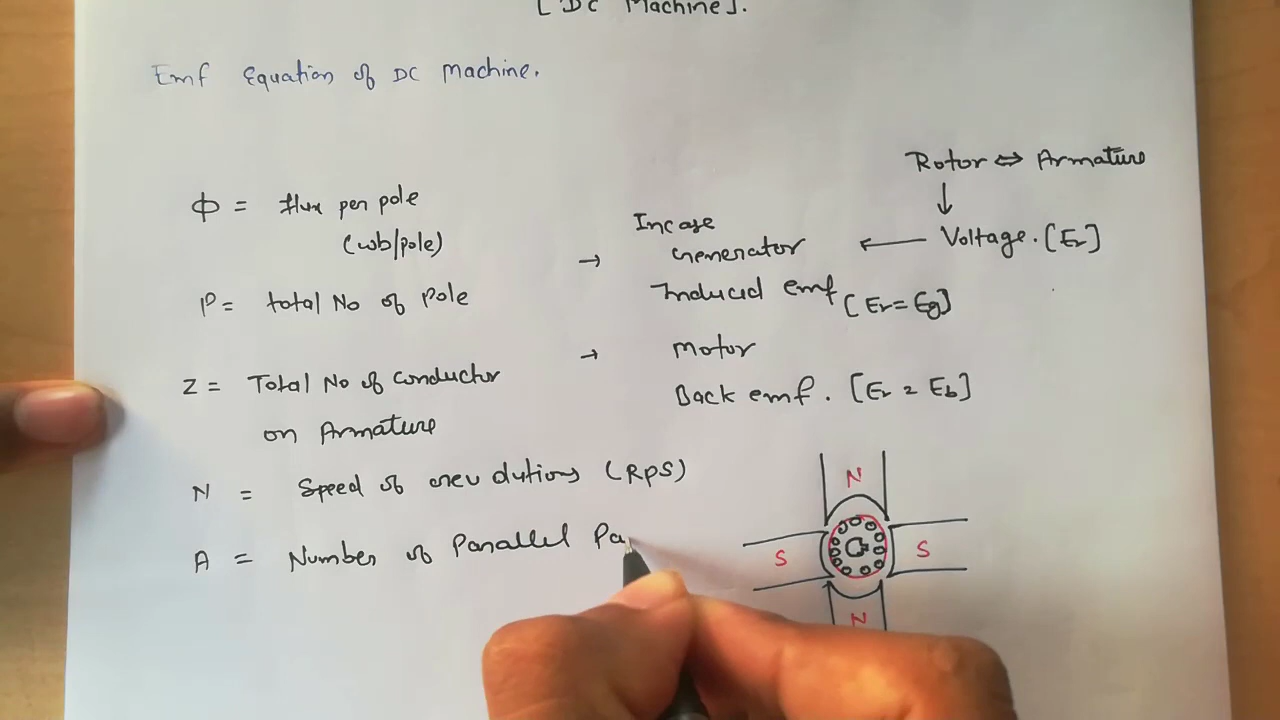 [DC Machine].
Emf Equation of DC Machine.
Rotor ⇔ Armature
↓
Voltage. [Er]
←
ɸ = flux per pole
(wb/pole)
P = total No of Pole
Z = Total No of conductor
on Armature
N = Speed of (RPS)
A = Number of Parallel Pa
→ Incase
Generator
Induced emf [Er = Eg]
→ Motor
Back emf. [Er = Eb]
N
S
S
N